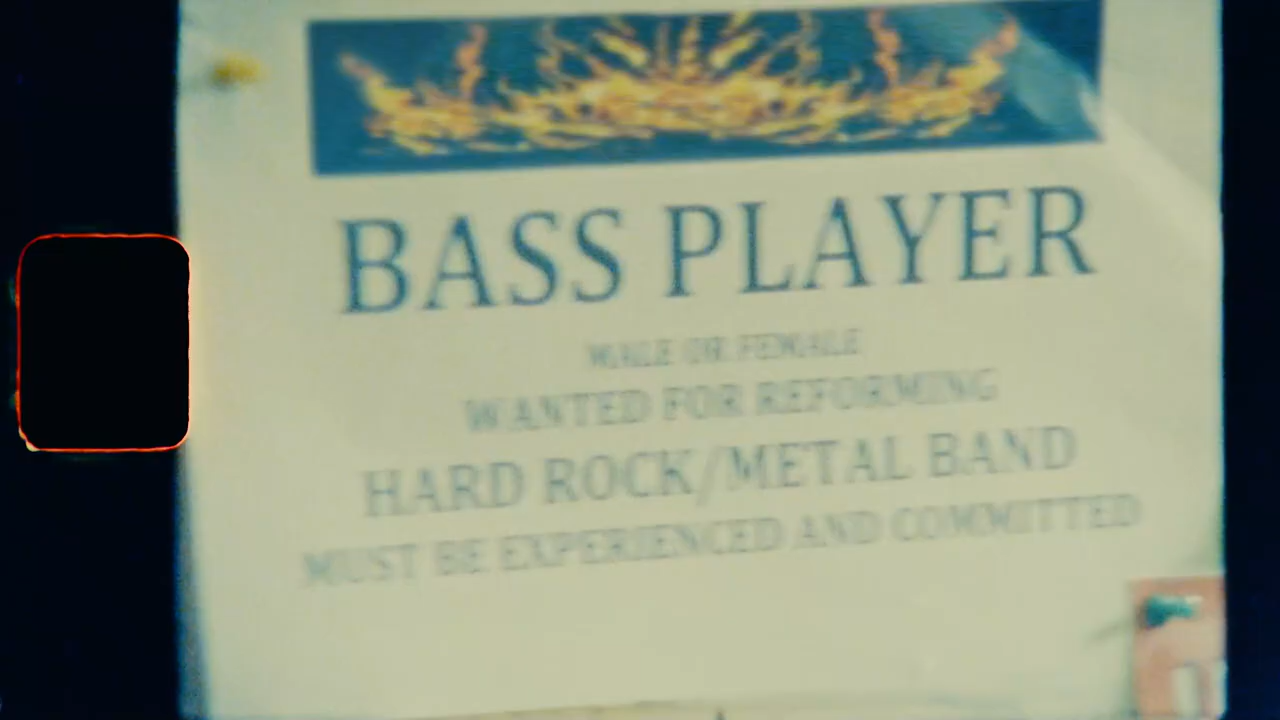 BASS PLAYER
MALE OR FEMALE
WANTED FOR REFORMING
HARD ROCK/METAL BAND
MUST BE EXPERIENCED AND COMMITTED